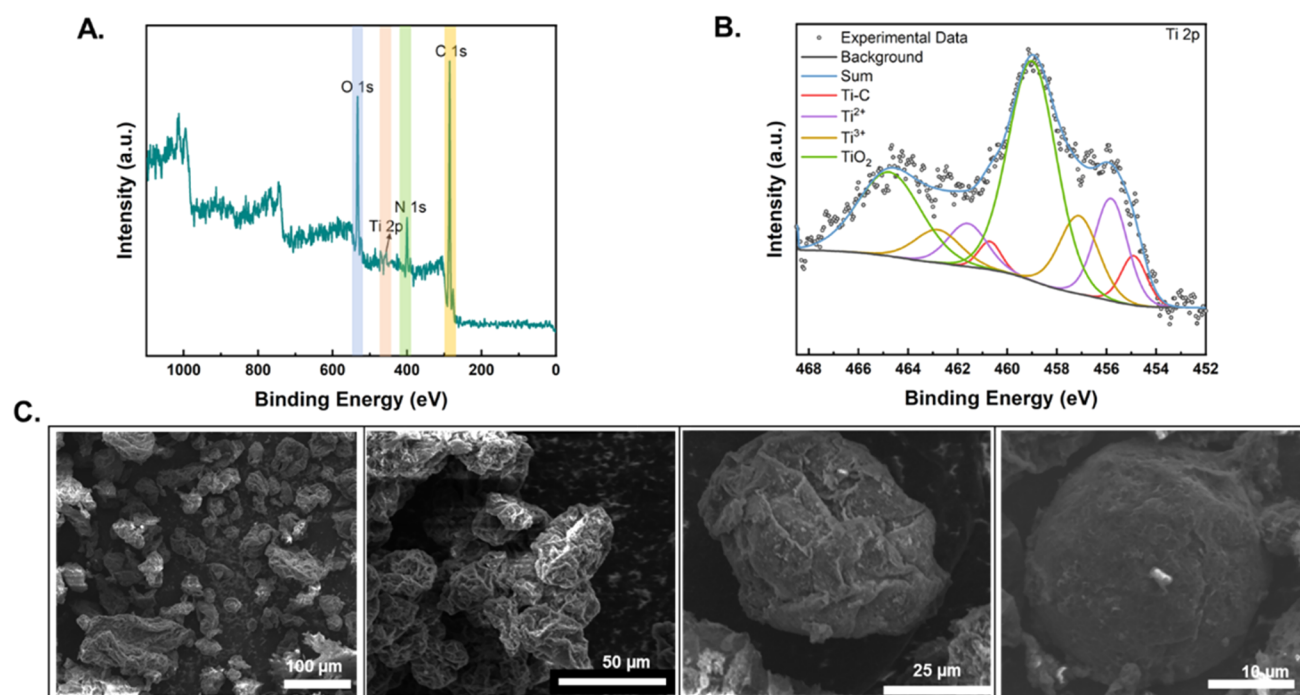 A.
O 1s
Ti 2p
N 1s
C 1s
Intensity (a.u.)
1000
800
600
400
200
0
Binding Energy (eV)
B.
Ti 2p
Experimental Data
Background
Sum
Ti-C
Ti²⁺
Ti³⁺
TiO₂
Intensity (a.u.)
468
466
464
462
460
458
456
454
452
Binding Energy (eV)
C.
100 µm
50 µm
25 µm
10 µm